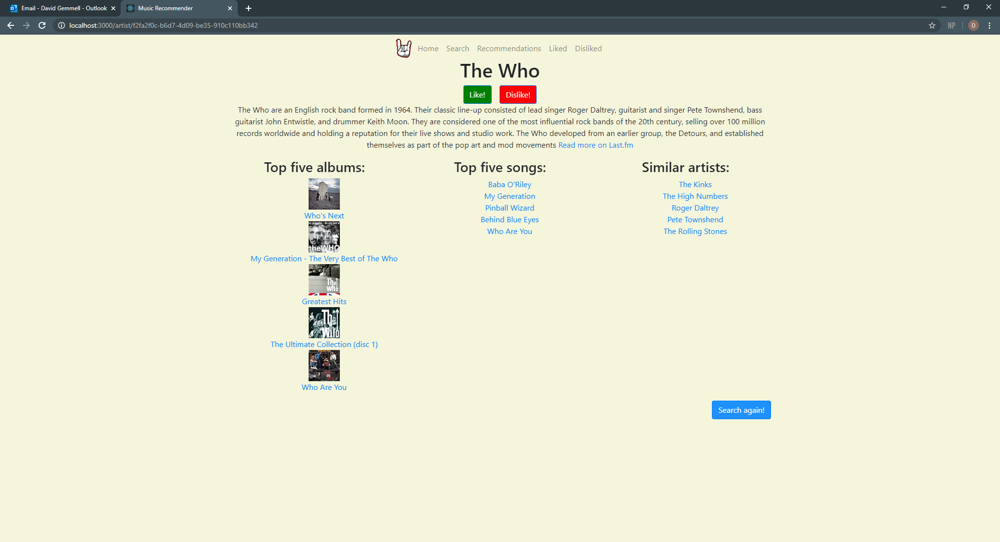 Email - David Gemmell - Outlook
Music Recommender
localhost:3000/artist/f2fa2f0c-b6d7-4d09-be35-910c110bb342
NP
D
Home Search Recommendations Liked Disliked
The Who
Like! Dislike!
The Who are an English rock band formed in 1964. Their classic line-up consisted of lead singer Roger Daltrey, guitarist and singer Pete Townshend, bass
guitarist John Entwistle, and drummer Keith Moon. They are considered one of the most influential rock bands of the 20th century, selling over 100 million
records worldwide and holding a reputation for their live shows and studio work. The Who developed from an earlier group, the Detours, and established
themselves as part of the pop art and mod movements Read more on Last.fm
Top five albums:
Who's Next
my generation - the very best of
theWHO
My Generation - The Very Best of The Who
The
Who
Greatest Hits
The
Who
The Ultimate Collection (disc 1)
WHO ARE YOU
Who Are You
Top five songs:
Baba O'Riley
My Generation
Pinball Wizard
Behind Blue Eyes
Who Are You
Similar artists:
The Kinks
The High Numbers
Roger Daltrey
Pete Townshend
The Rolling Stones
Search again!